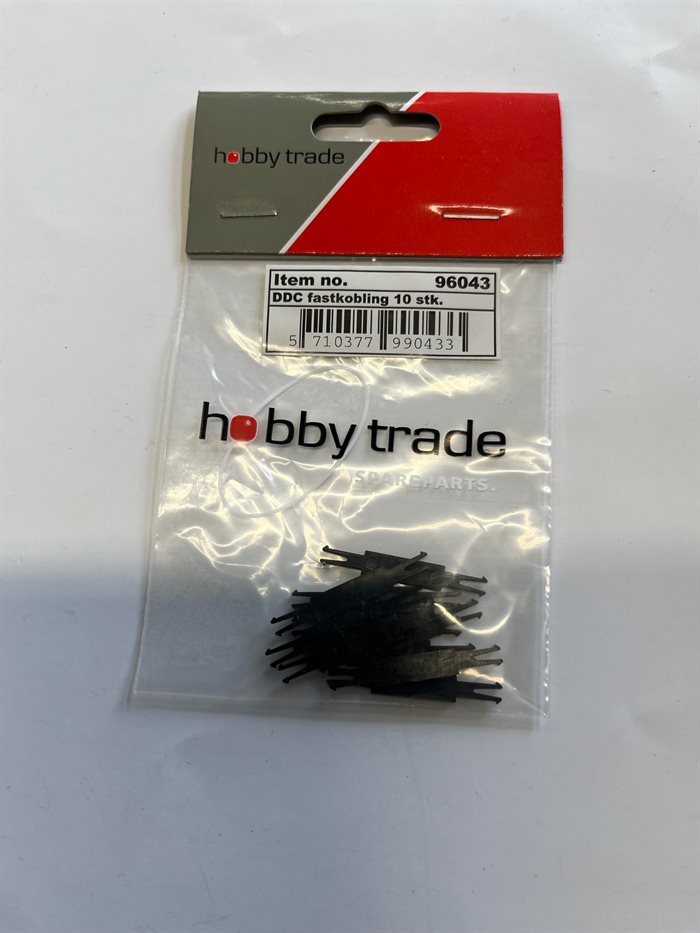 hobby trade
Item no. 96043
DDC fastkobling 10 stk.
5 710377 990433
hobby trade
SPAREPARTS.